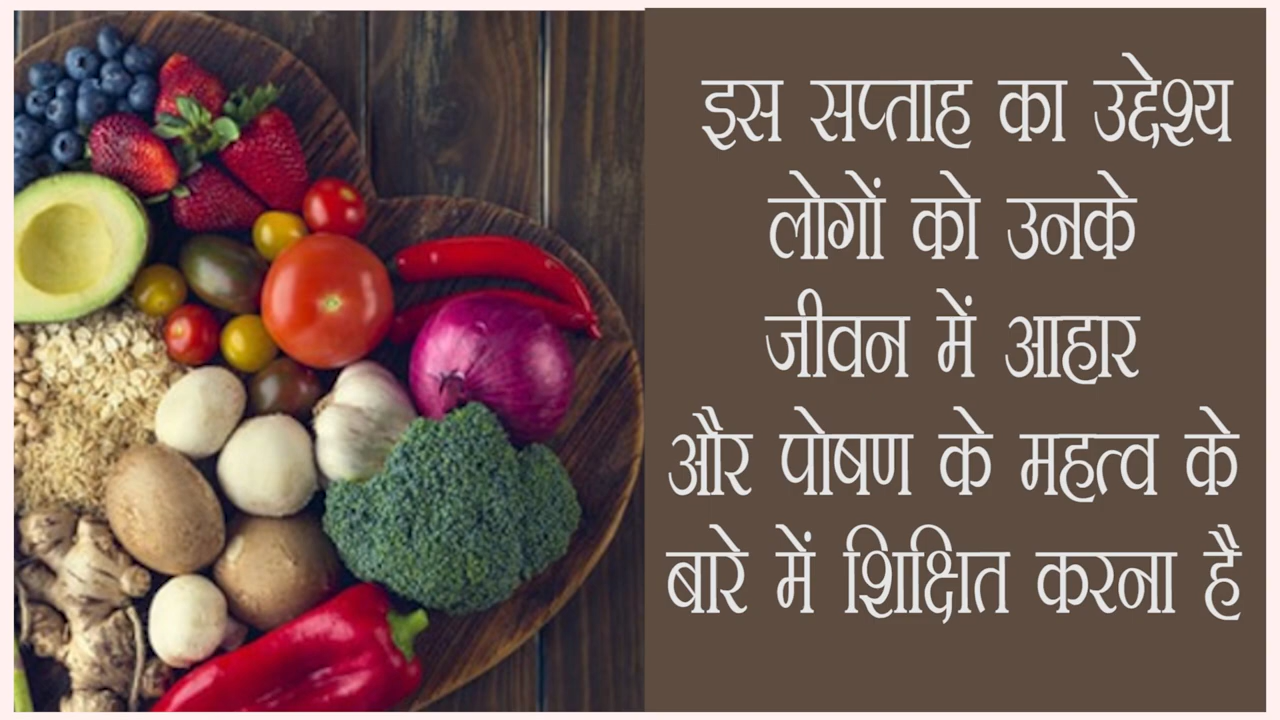 इस सप्ताह का उद्देश्य
लोगों को उनके
जीवन में आहार
और पोषण के महत्व के
बारे में शिक्षित करना है